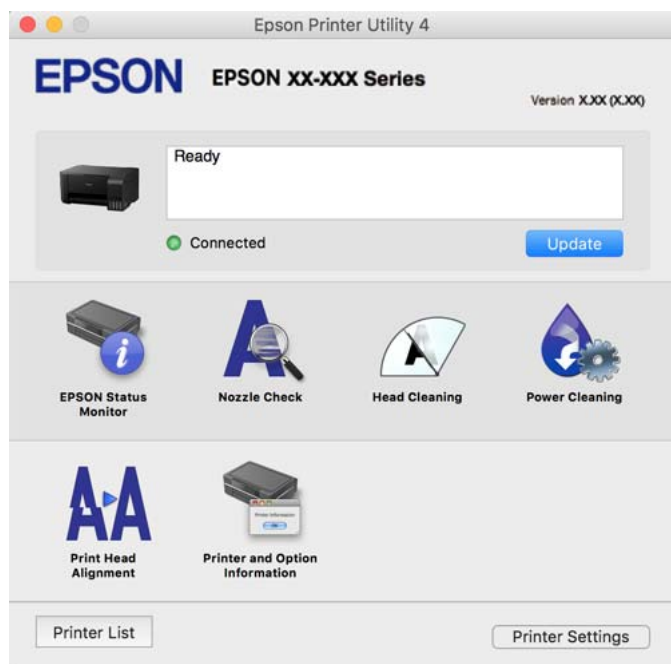 Epson Printer Utility 4
EPSON
EPSON XX-XXX Series
Version X.XX (X.XX)
Ready
Connected
Update
EPSON Status
Monitor
Nozzle Check
Head Cleaning
Power Cleaning
Print Head
Alignment
Printer and Option
Information
Printer List
Printer Settings